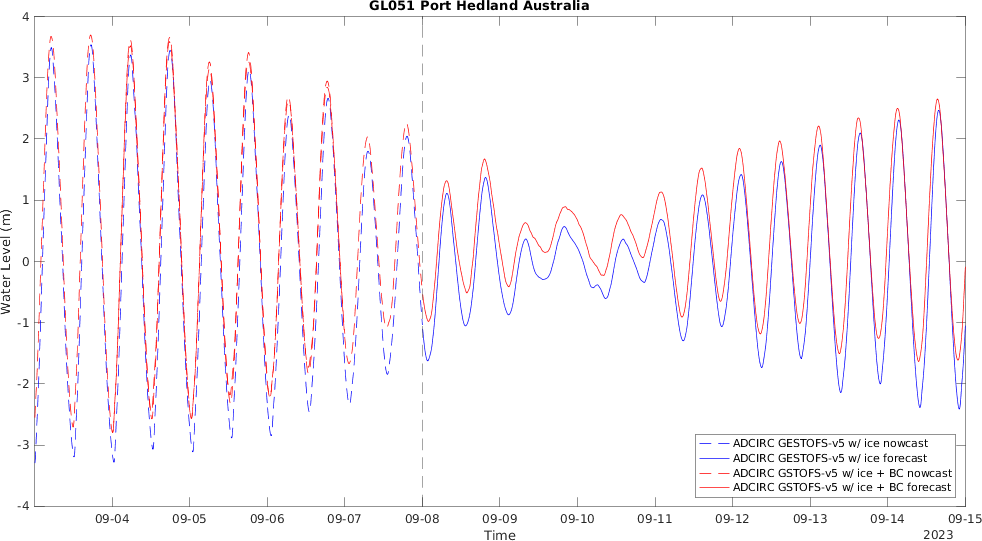 GL051 Port Hedland Australia
4
3
2
1
0
-1
-2
-3
-4
Water Level (m)
09-04 09-05 09-06 09-07 09-08 09-09 09-10 09-11 09-12 09-13 09-14 09-15
Time
2023
ADCIRC GESTOFS-v5 w/ ice nowcast
ADCIRC GESTOFS-v5 w/ ice forecast
ADCIRC GSTOFS-v5 w/ ice + BC nowcast
ADCIRC GSTOFS-v5 w/ ice + BC forecast